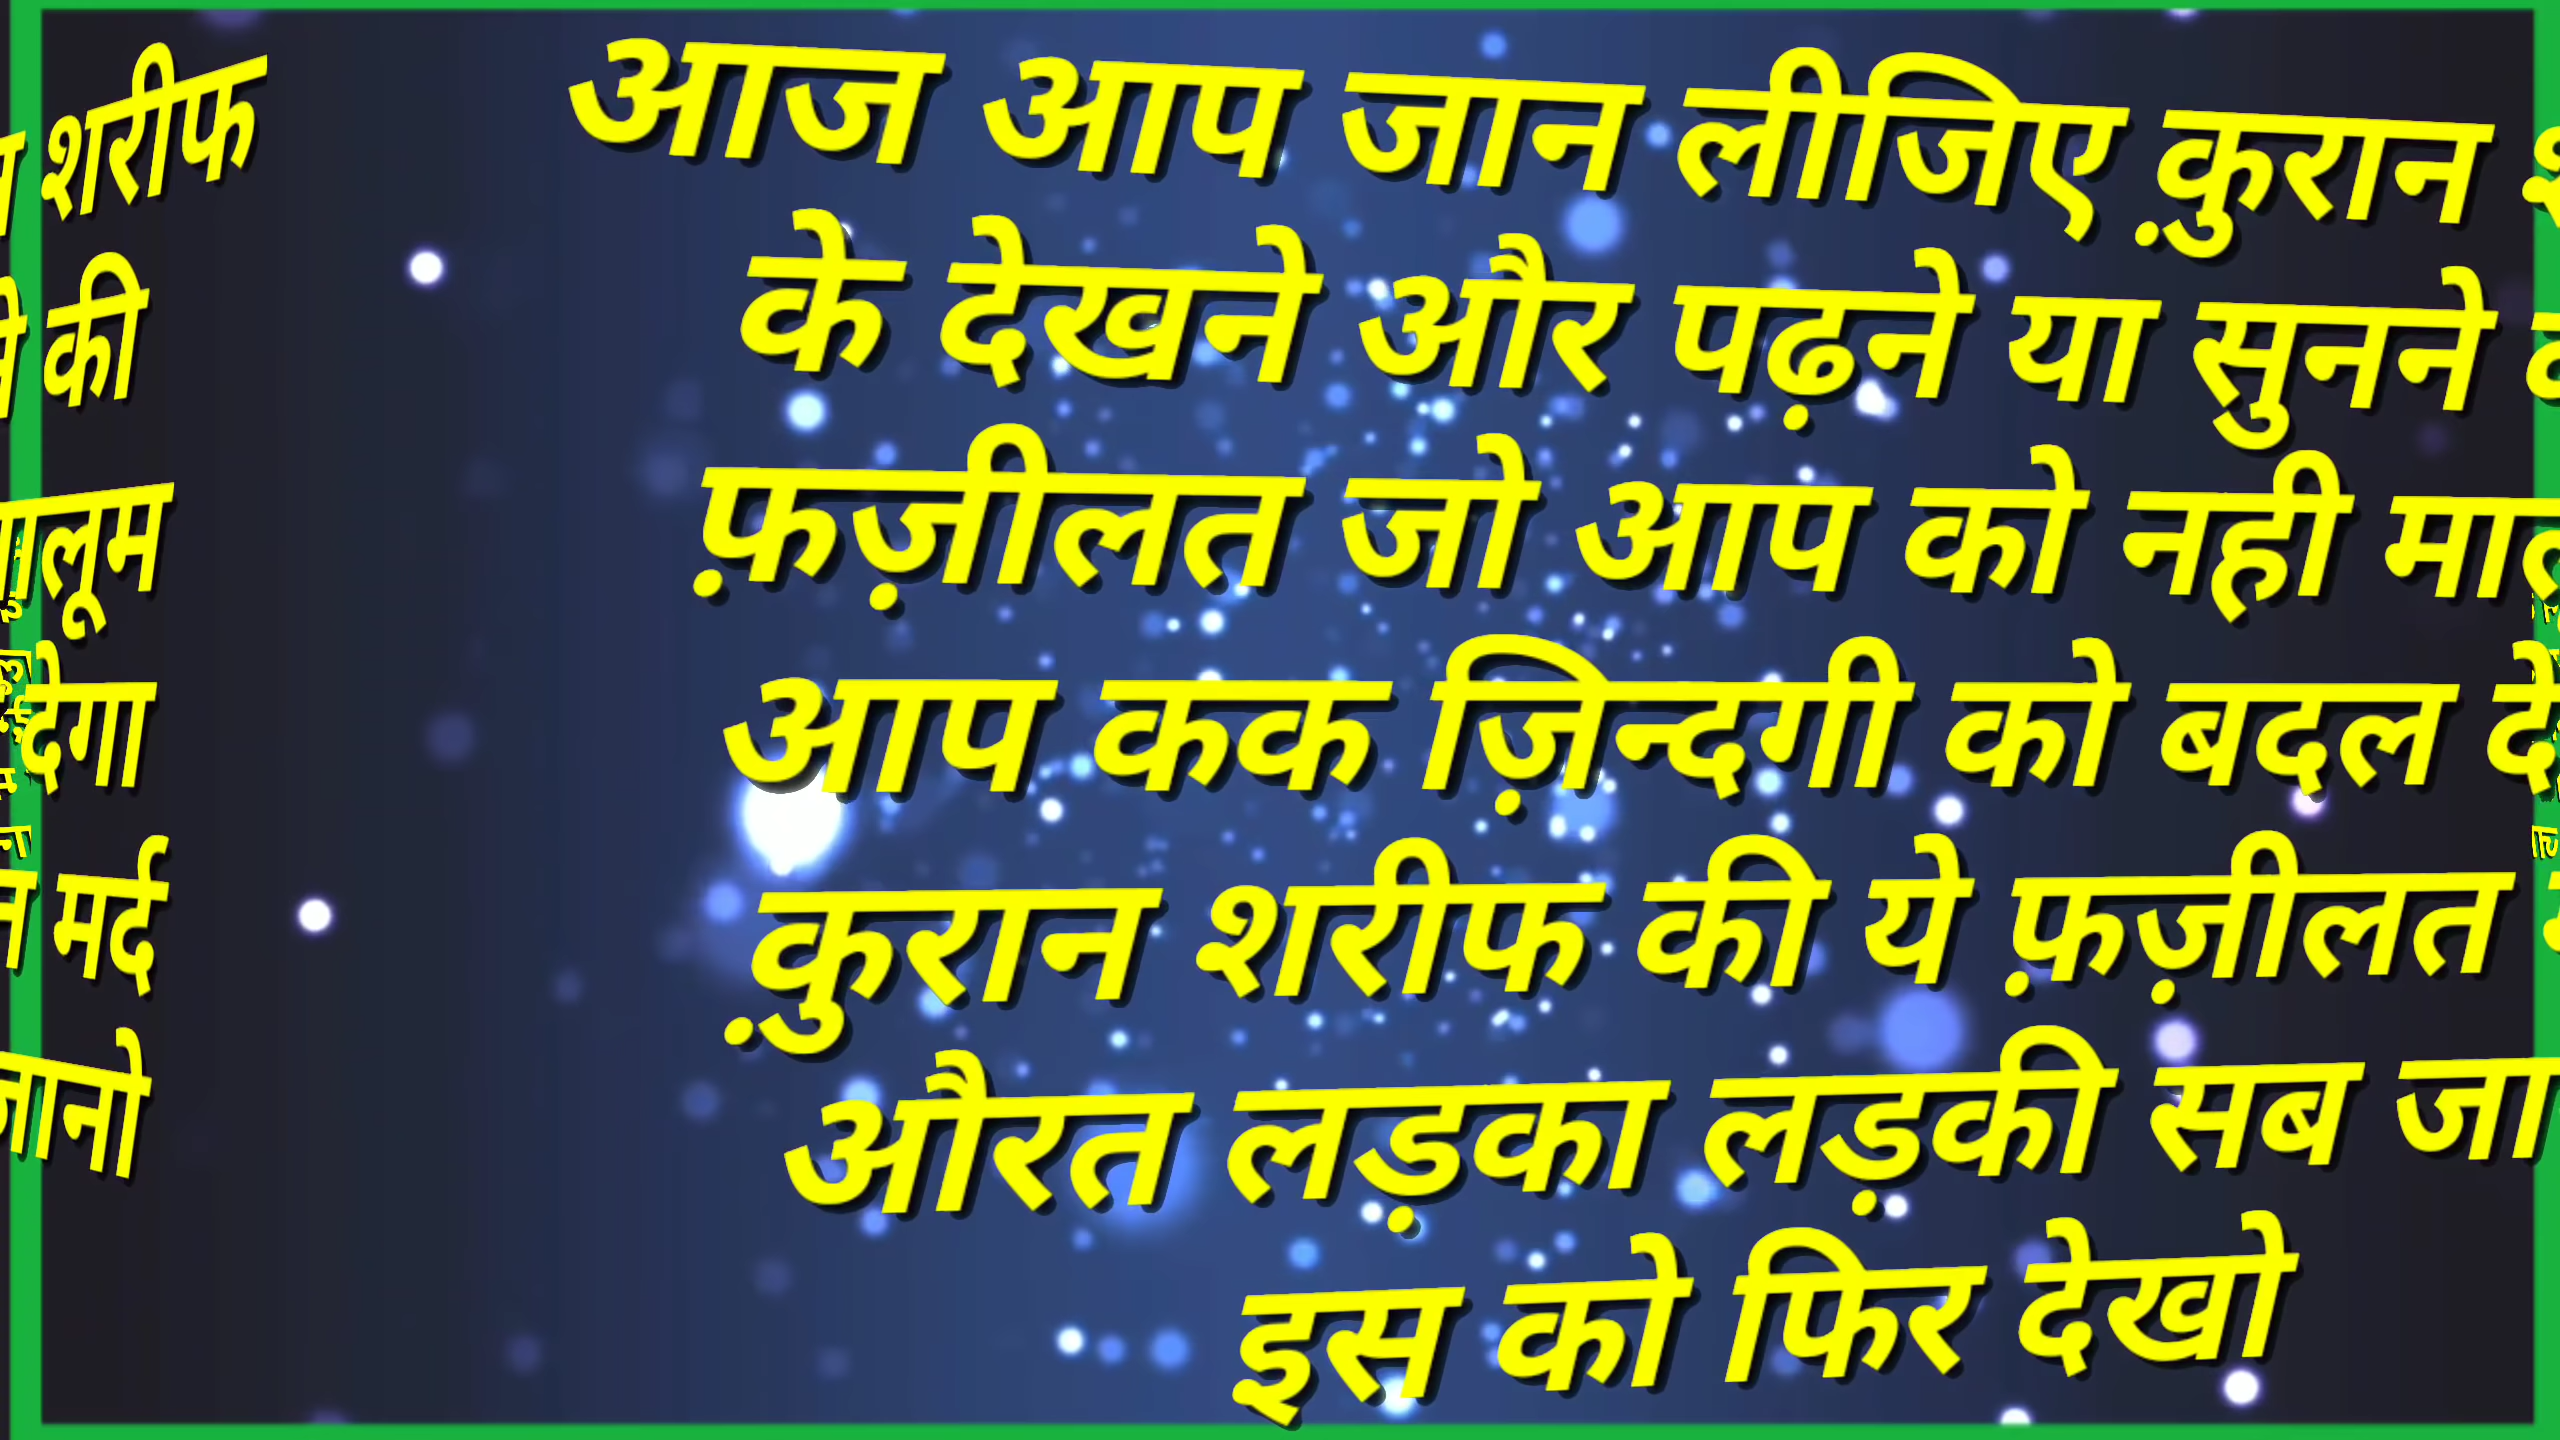 शरीफ
की
देगा
मर्द
जानो
आज आप जान लीजिए क़ुरान
के देखने और पढ़ने या सुनने
फ़ज़ीलत जो आप को नही
आप कक ज़िन्दगी को बदल
क़ुरान शरीफ की ये फ़ज़ीलत
औरत लड़का लड़की सब
इस को फिर देखो